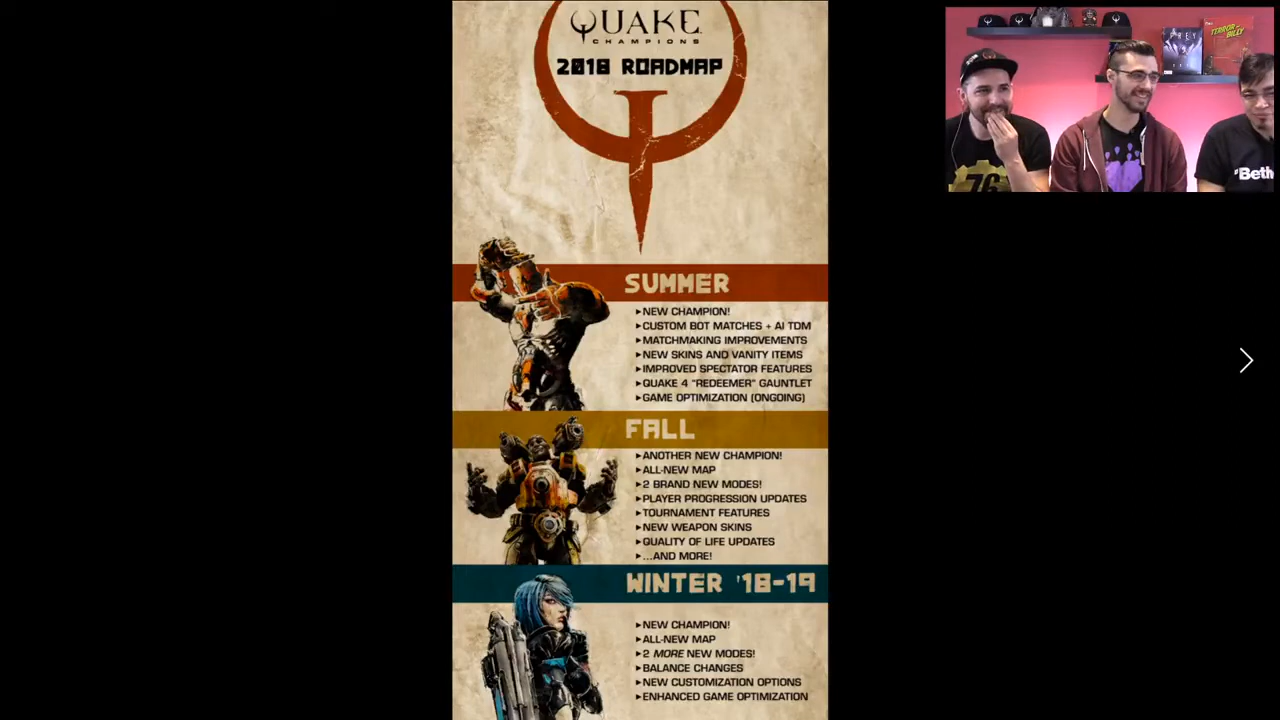 QUAKE
CHAMPIONS
2018 ROADMAP
SUMMER
▸NEW CHAMPION!
▸CUSTOM BOT MATCHES + AI TDM
▸MATCHMAKING IMPROVEMENTS
▸NEW SKINS AND VANITY ITEMS
▸IMPROVED SPECTATOR FEATURES
▸QUAKE 4 "REDEEMER" GAUNTLET
▸GAME OPTIMIZATION (ONGOING)
FALL
▸ANOTHER NEW CHAMPION!
▸ALL-NEW MAP
▸2 BRAND NEW MODES!
▸PLAYER PROGRESSION UPDATES
▸TOURNAMENT FEATURES
▸NEW WEAPON SKINS
▸QUALITY OF LIFE UPDATES
▸...AND MORE!
WINTER '18-19
▸NEW CHAMPION!
▸ALL-NEW MAP
▸2 MORE NEW MODES!
▸BALANCE CHANGES
▸NEW CUSTOMIZATION OPTIONS
▸ENHANCED GAME OPTIMIZATION
PREY
TERROR-BILLY
76
"Beth